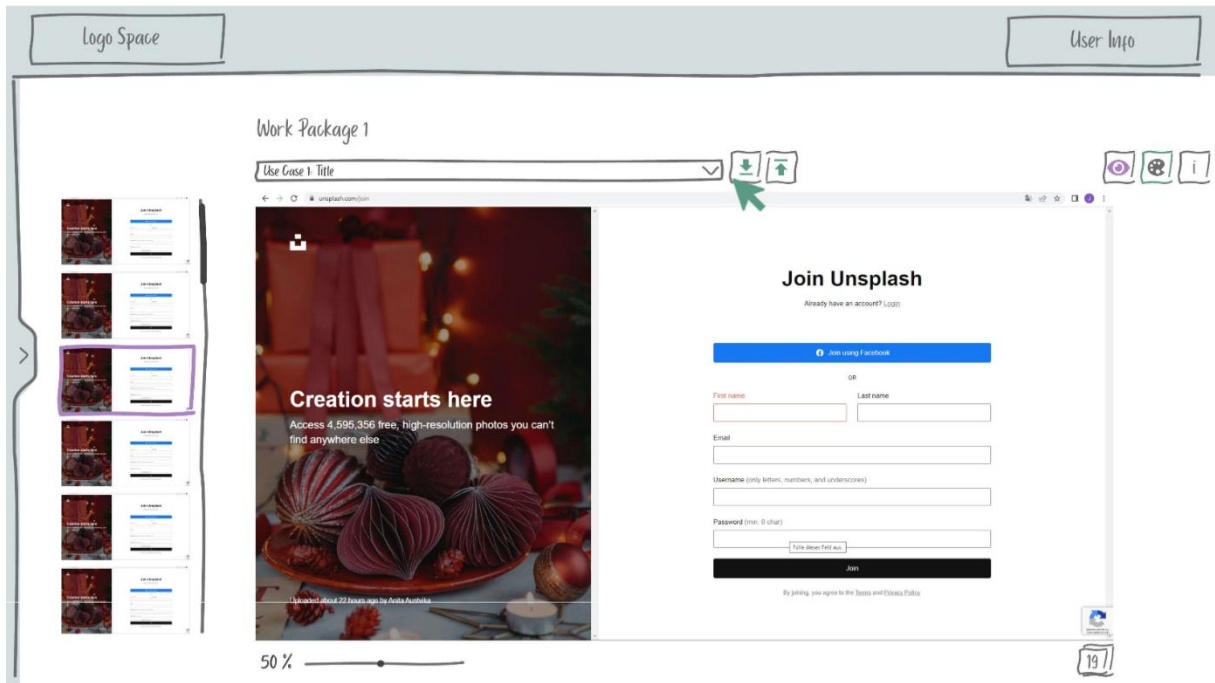 Logo Space
User Info
Work Package 1
Use Case 1: Title
i
unsplash.com/join
J
Join Unsplash
Already have an account? Login
Join using Facebook
OR
Creation starts here
Access 4,595,356 free, high-resolution photos you can't
find anywhere else
First name Last name
Email
Username (only letters, numbers, and underscores)
Password (min. 8 char)
Fülle dieses Feld aus.
Join
By joining, you agree to the Terms and Privacy Policy
Uploaded about 22 hours ago by Anita Austvika
50 %
19